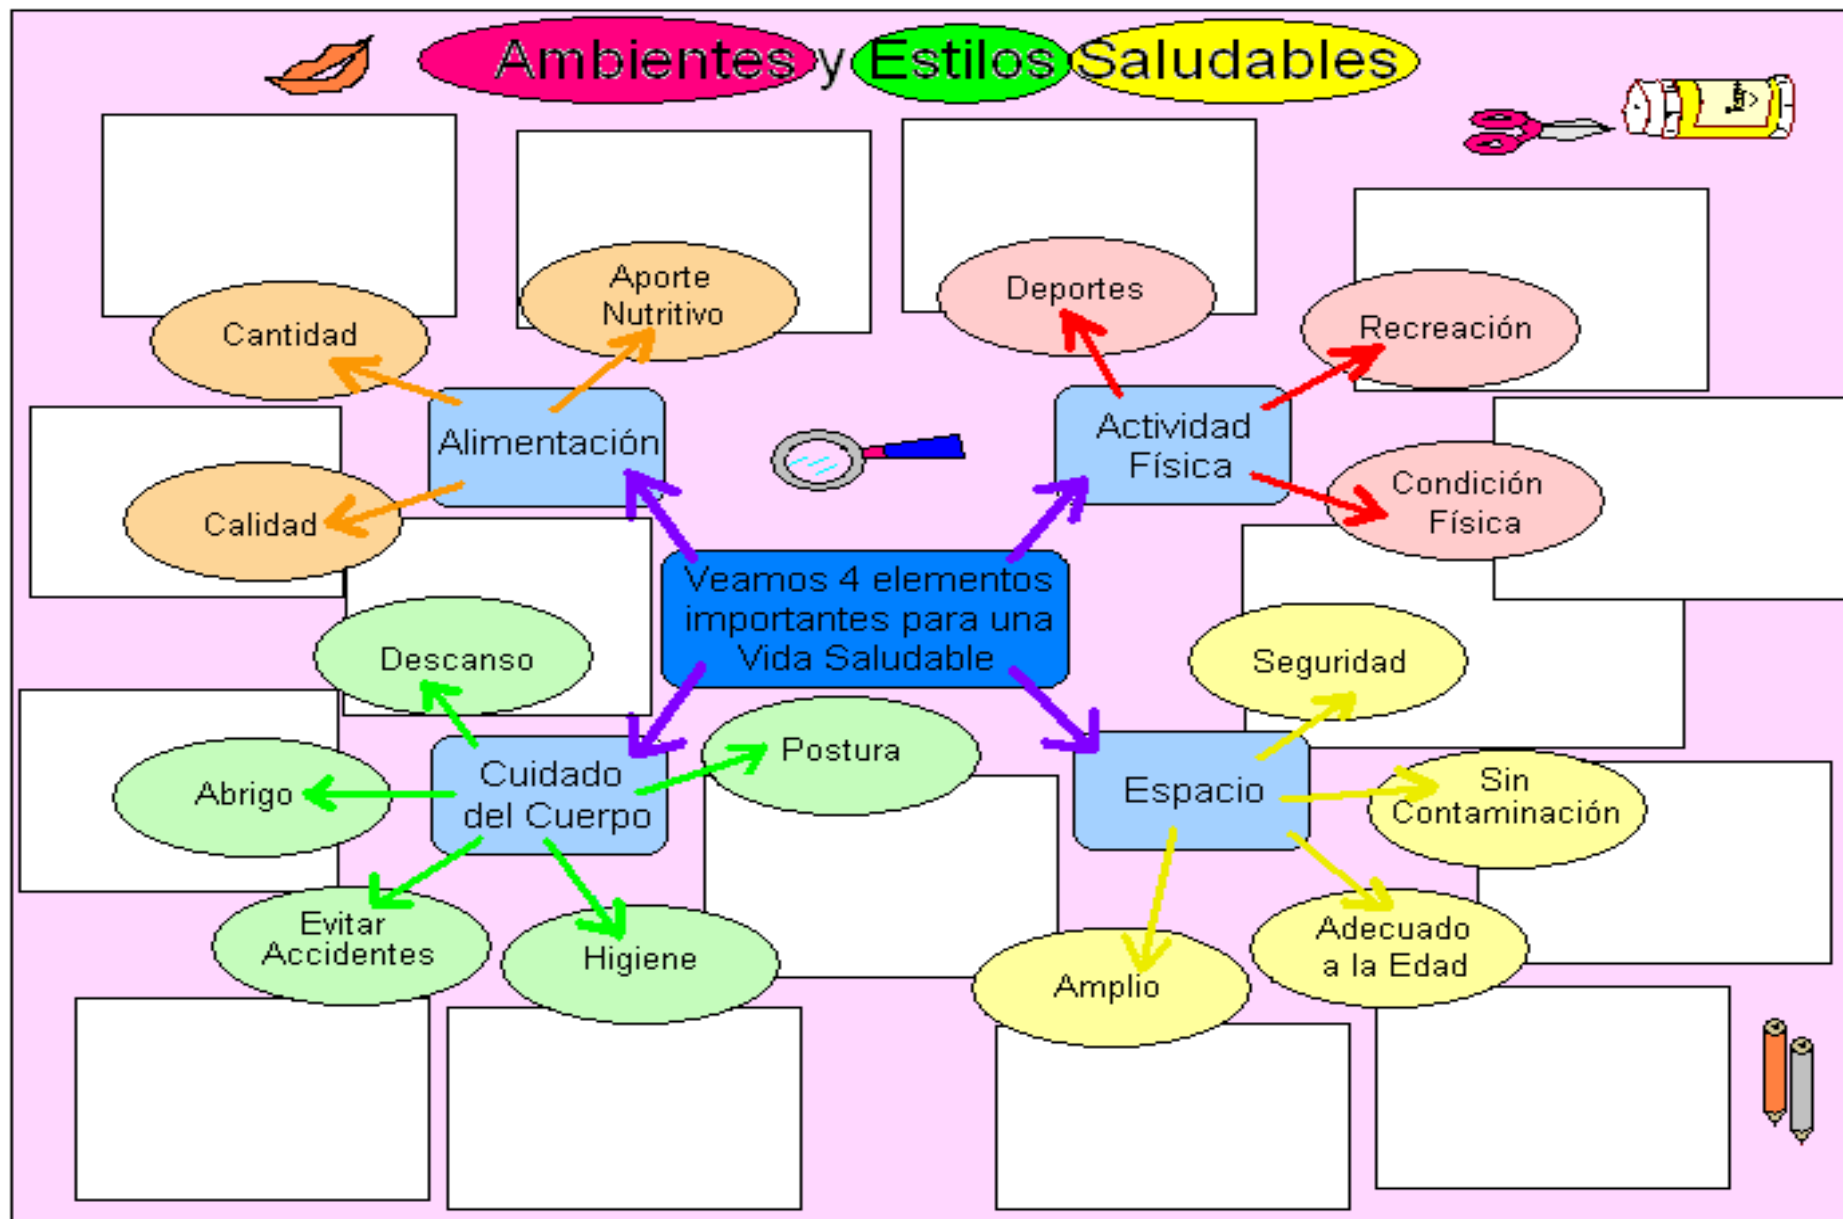 Ambientes y Estilos Saludables
Cantidad
Aporte
Nutritivo
Deportes
Recreación
Alimentación
Actividad
Física
Calidad
Condición
Física
Veamos 4 elementos
importantes para una
Vida Saludable
Descanso
Seguridad
Abrigo
Cuidado
del Cuerpo
Postura
Espacio
Sin
Contaminación
Evitar
Accidentes
Higiene
Amplio
Adecuado
a la Edad